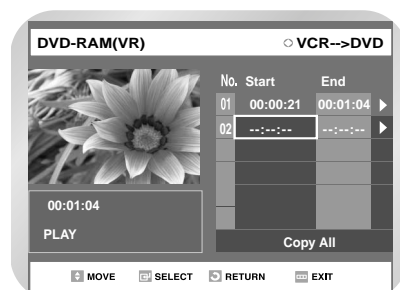 DVD-RAM(VR) VCR-->DVD
No. Start End
01 00:00:21 00:01:04
02 --:--:-- --:--:--
00:01:04
PLAY
Copy All
MOVE SELECT RETURN EXIT